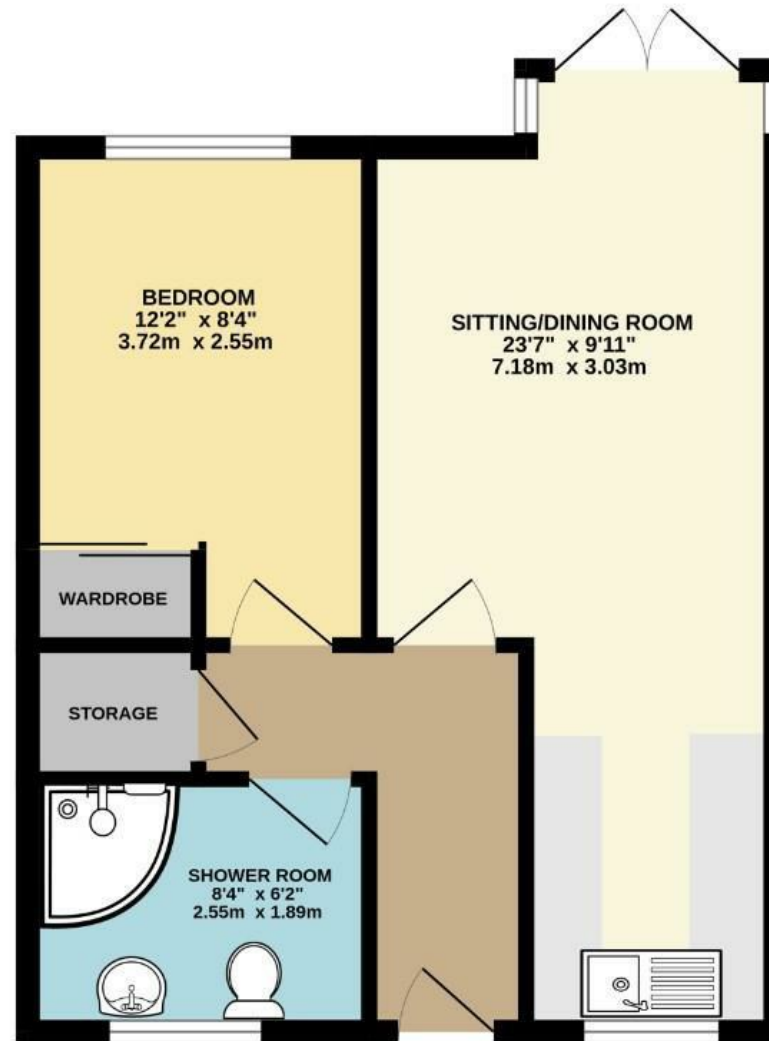 BEDROOM
12'2" x 8'4"
3.72m x 2.55m
SITTING/DINING ROOM
23'7" x 9'11"
7.18m x 3.03m
WARDROBE
STORAGE
SHOWER ROOM
8'4" x 6'2"
2.55m x 1.89m